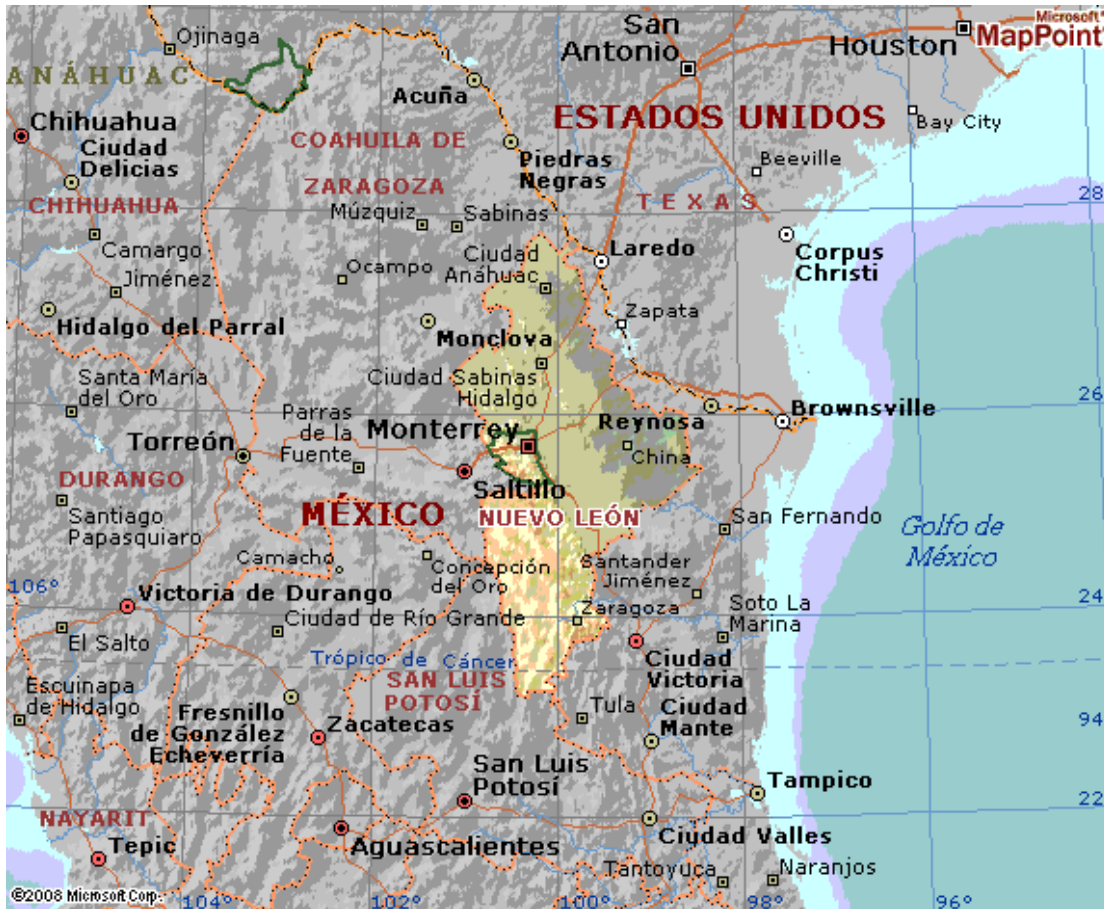 Ojinaga
San
Antonio
Houston
Microsoft
MapPoint
ANÁHUAC
Acuña
ESTADOS UNIDOS
Bay City
Chihuahua
Ciudad
Delicias
COAHUILA DE
ZARAGOZA
Piedras
Negras
Beeville
CHIHUAHUA
Múzquiz
Sabinas
TEXAS
28
Camargo
Jiménez
Ocampo
Ciudad
Anáhuac
Laredo
Corpus
Christi
Hidalgo del Parral
Monclova
Zapata
Santa María
del Oro
Ciudad Sabinas
Hidalgo
26
Parras
de la
Fuente
Monterrey
Reynosa
Brownsville
Torreón
China
DURANGO
Saltillo
Santiago
Papasquiaro
MÉXICO
NUEVO LEÓN
San Fernando
Golfo de
México
Camacho
Concepción
del Oro
Santander
Jiménez
106°
Victoria de Durango
Zaragoza
Soto La
Marina
24
El Salto
Ciudad de Río Grande
Trópico de Cáncer
Ciudad
Victoria
Escuinapa
de Hidalgo
SAN LUIS
POTOSÍ
Fresnillo
de González
Echeverría
Zacatecas
Tula
Ciudad
Mante
94
San Luis
Potosí
Tampico
22
NAYARIT
Tepic
Aguascalientes
Ciudad Valles
Tantoyuca
Naranjos
©2008 Microsoft Corp.
104°
102°
100°
98°
96°